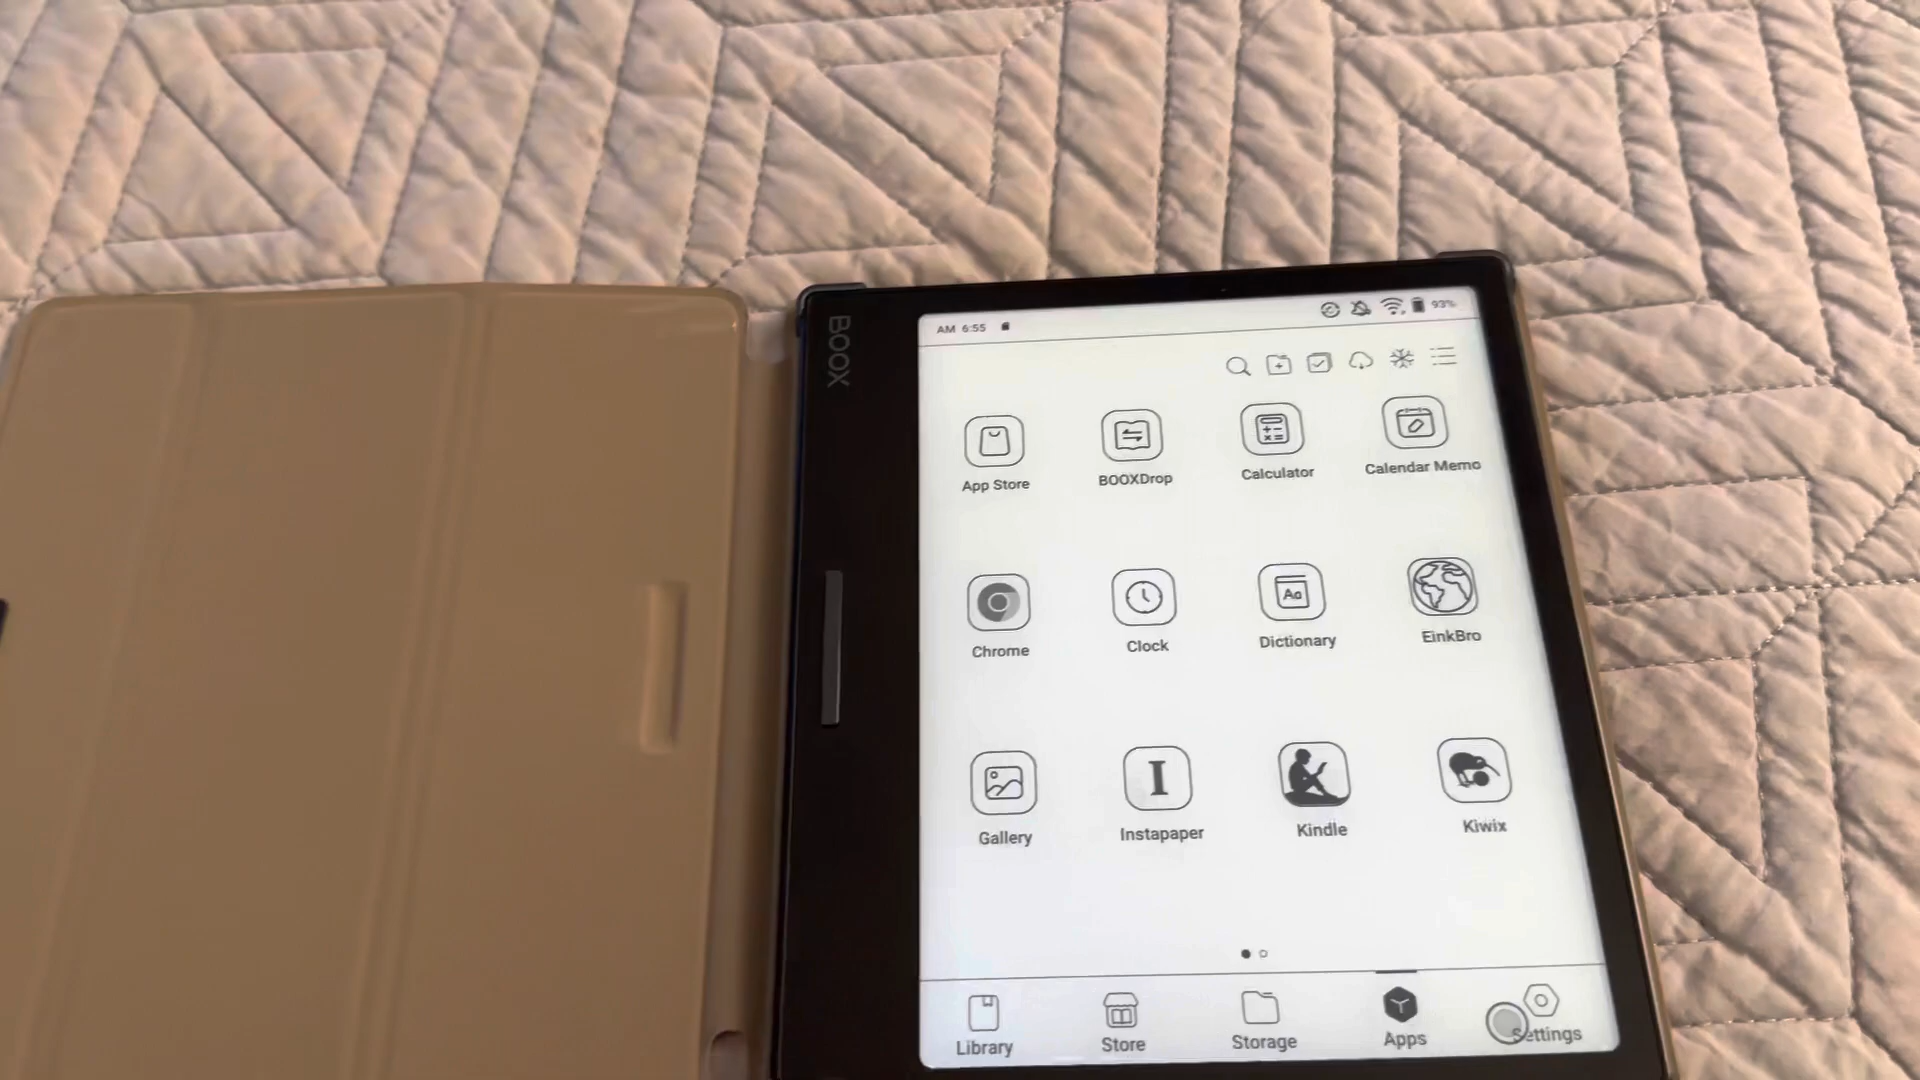 BOOX
AM 6:55
93%
App Store
BOOXDrop
Calculator
Calendar Memo
Chrome
Clock
Aa
Dictionary
EinkBro
Gallery
I
Instapaper
Kindle
Kiwix
Library
Store
Storage
Apps
Settings